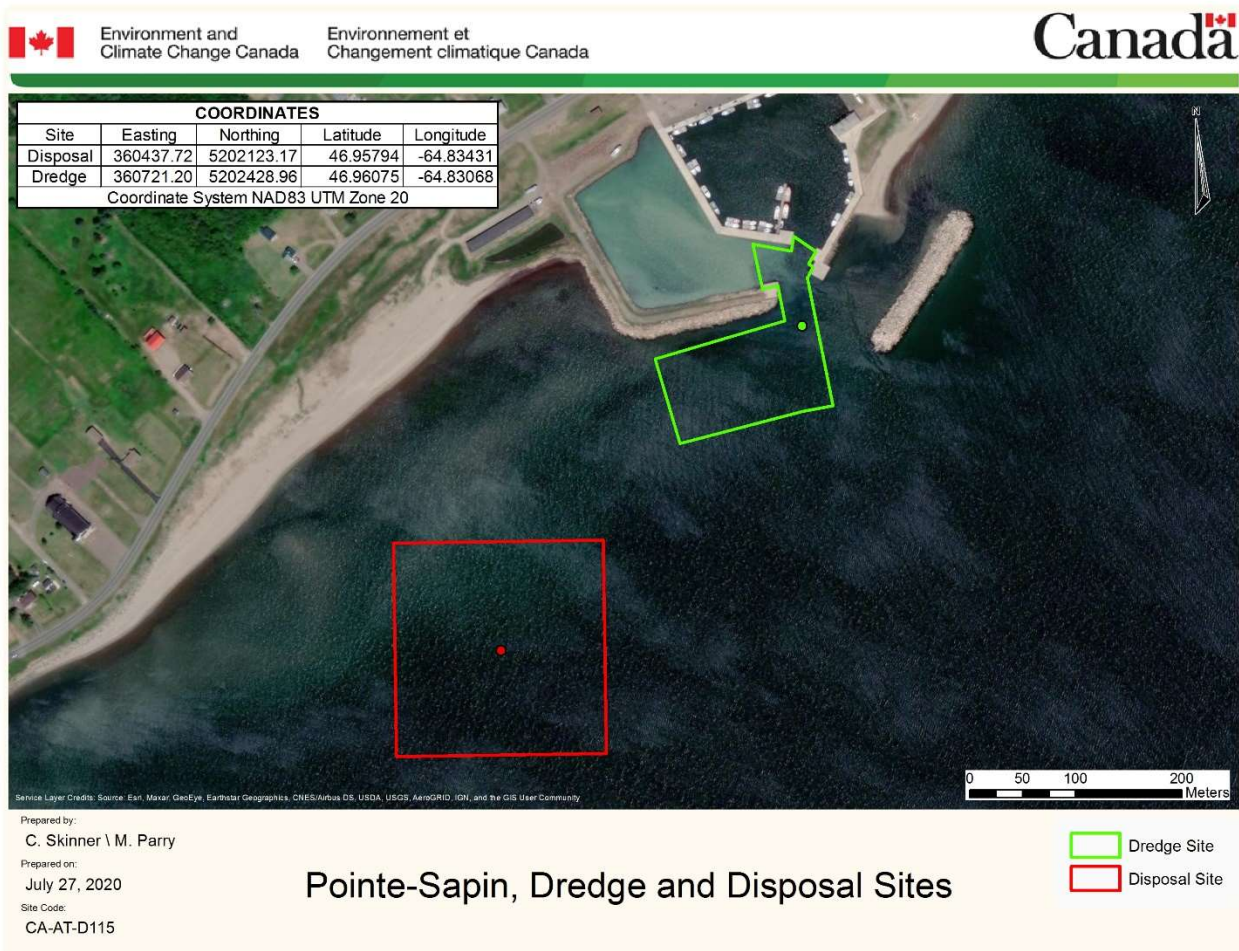 Environment and
Climate Change Canada
Environnement et
Changement climatique Canada
Canada
COORDINATES
Site Easting Northing Latitude Longitude
Disposal 360437.72 5202123.17 46.95794 -64.83431
Dredge 360721.20 5202428.96 46.96075 -64.83068
Coordinate System NAD83 UTM Zone 20
N
0 50 100 200
Meters
Service Layer Credits: Source: Esri, Maxar, GeoEye, Earthstar Geographics, CNES/Airbus DS, USDA, USGS, AeroGRID, IGN, and the GIS User Community
Prepared by:
C. Skinner \ M. Parry
Prepared on:
July 27, 2020
Site Code:
CA-AT-D115
Pointe-Sapin, Dredge and Disposal Sites
Dredge Site
Disposal Site